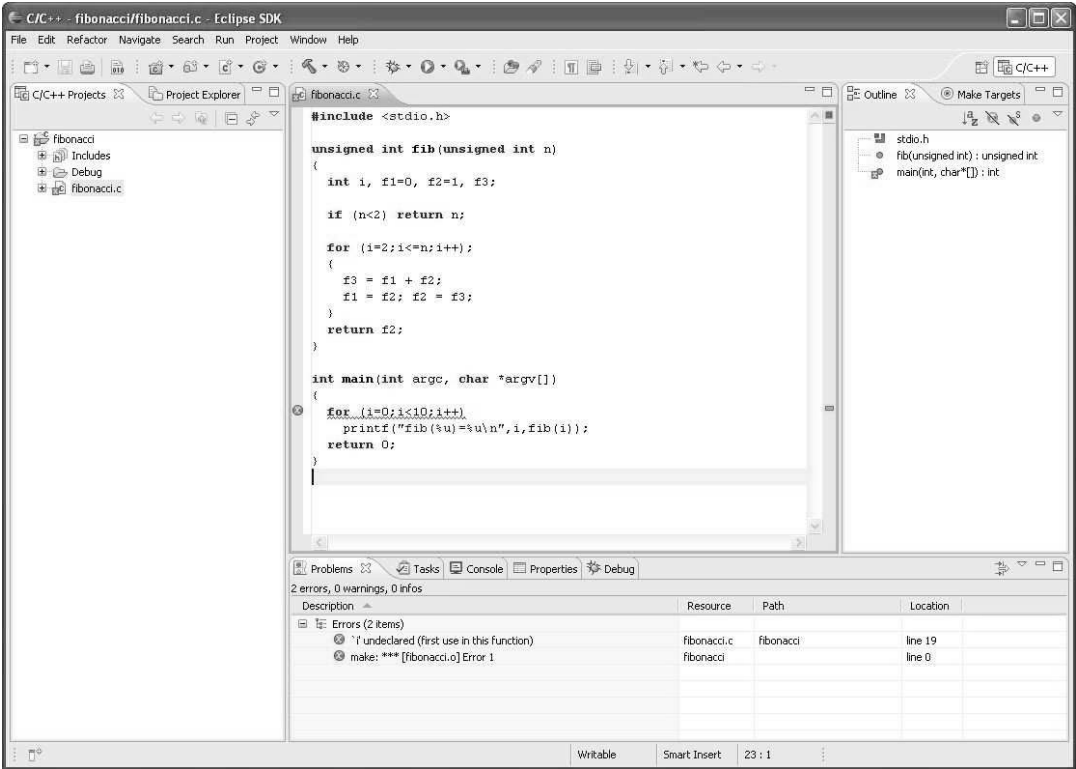 C/C++ - fibonacci/fibonacci.c - Eclipse SDK
File Edit Refactor Navigate Search Run Project Window Help
C/C++
C/C++ Projects Project Explorer
fibonacci
Includes
Debug
fibonacci.c
fibonacci.c
#include <stdio.h>
unsigned int fib(unsigned int n)
{
int i, f1=0, f2=1, f3;
if (n<2) return n;
for (i=2;i<=n;i++);
{
f3 = f1 + f2;
f1 = f2; f2 = f3;
}
return f2;
}
int main(int argc, char *argv[])
{
for (i=0;i<10;i++)
printf("fib(%u)=%u\n",i,fib(i));
return 0;
}
Outline Make Targets
stdio.h
fib(unsigned int) : unsigned int
main(int, char*[]) : int
Problems Tasks Console Properties Debug
2 errors, 0 warnings, 0 infos
Description Resource Path Location
Errors (2 items)
`i' undeclared (first use in this function) fibonacci.c fibonacci line 19
make: *** [fibonacci.o] Error 1 fibonacci line 0
Writable Smart Insert 23 : 1